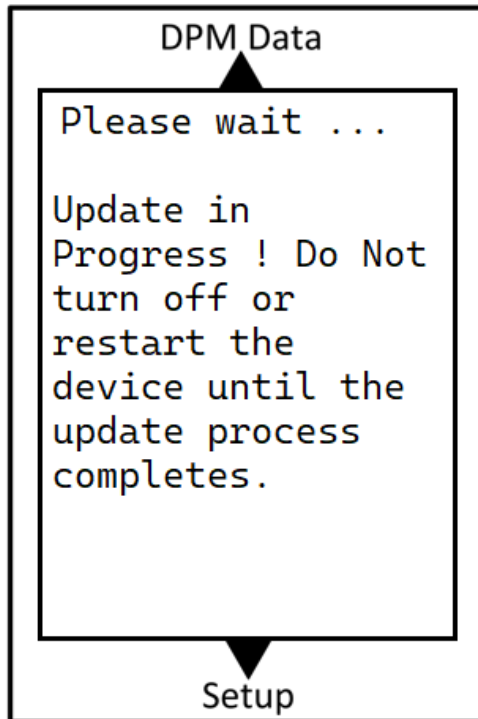 DPM Data
Please wait ...
Update in
Progress ! Do Not
turn off or
restart the
device until the
update process
completes.
Setup